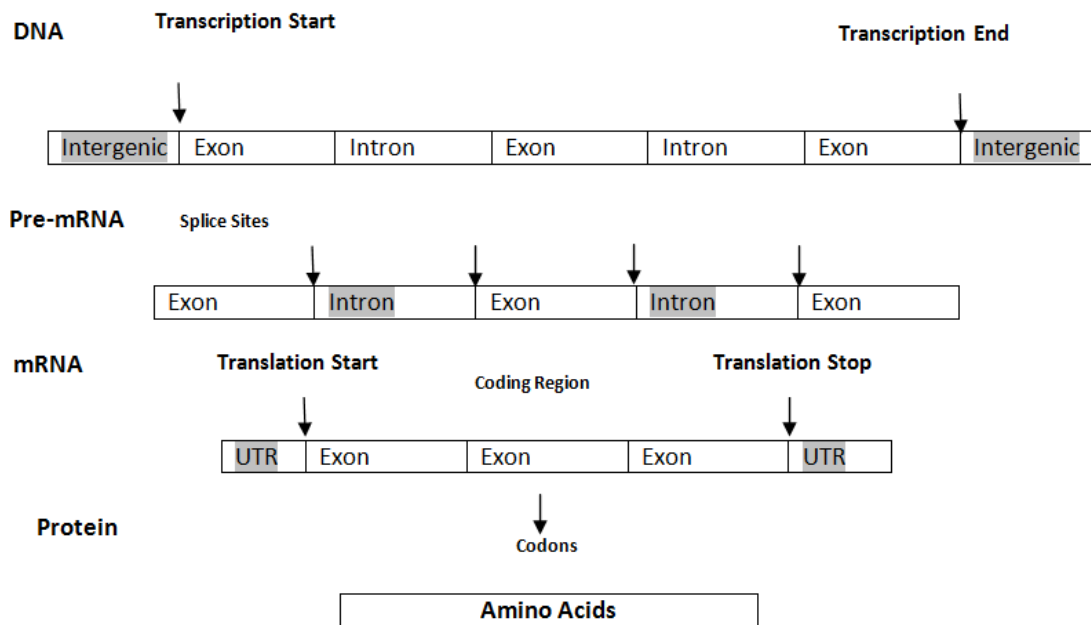 DNA
Transcription Start
Transcription End
Intergenic Exon Intron Exon Intron Exon Intergenic
Pre-mRNA
Splice Sites
Exon Intron Exon Intron Exon
mRNA
Translation Start
Translation Stop
Coding Region
UTR Exon Exon Exon UTR
Protein
Codons
Amino Acids